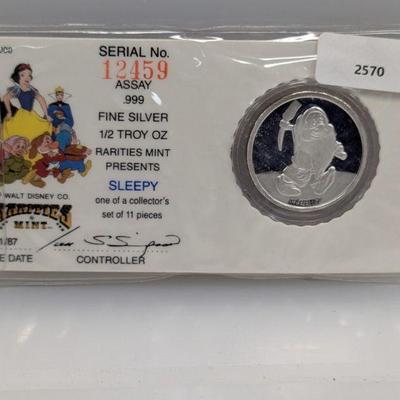 SERIAL No.
12459
ASSAY
.999
FINE SILVER
1/2 TROY OZ
RARITIES MINT
PRESENTS
SLEEPY
one of a collector's
set of 11 pieces
WALT DISNEY CO.
MINT
/87
E DATE
CONTROLLER
2570